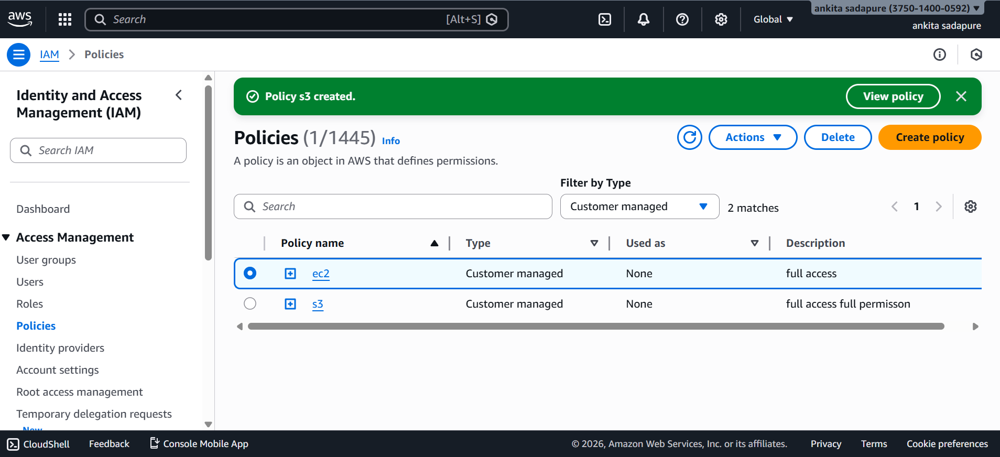 aws
Search [Alt+S]
Global
ankita sadapure (3750-1400-0592)
ankita sadapure
IAM
Policies
Identity and Access
Management (IAM)
Search IAM
Dashboard
Access Management
User groups
Users
Roles
Policies
Identity providers
Account settings
Root access management
Temporary delegation requests
New
Policy s3 created.
View policy
Policies (1/1445) Info
Actions
Delete
Create policy
A policy is an object in AWS that defines permissions.
Filter by Type
Search
Customer managed
2 matches
1
Policy name Type Used as Description
ec2 Customer managed None full access
s3 Customer managed None full access full permisson
CloudShell Feedback Console Mobile App
© 2026, Amazon Web Services, Inc. or its affiliates. Privacy Terms Cookie preferences